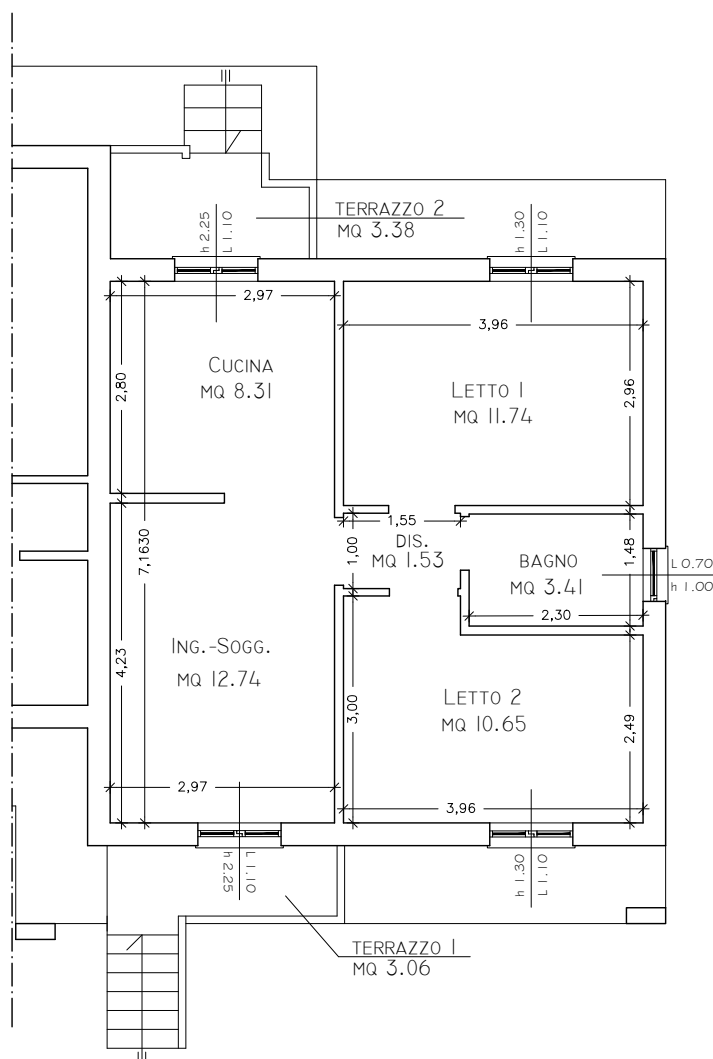 TERRAZZO 2
MQ 3.38
h 2.25
L 1.10
h 1.30
L 1.10
2,97
3,96
CUCINA
MQ 8.31
2,80
LETTO 1
MQ 11.74
2,96
1,55
DIS.
MQ 1.53
1,00
7,1630
BAGNO
MQ 3.41
1,48
2,30
L 0.70
h 1.00
ING.-SOGG.
MQ 12.74
4,23
3,00
LETTO 2
MQ 10.65
2,49
2,97
3,96
h 2.25
L 1.10
h 1.30
L 1.10
TERRAZZO 1
MQ 3.06